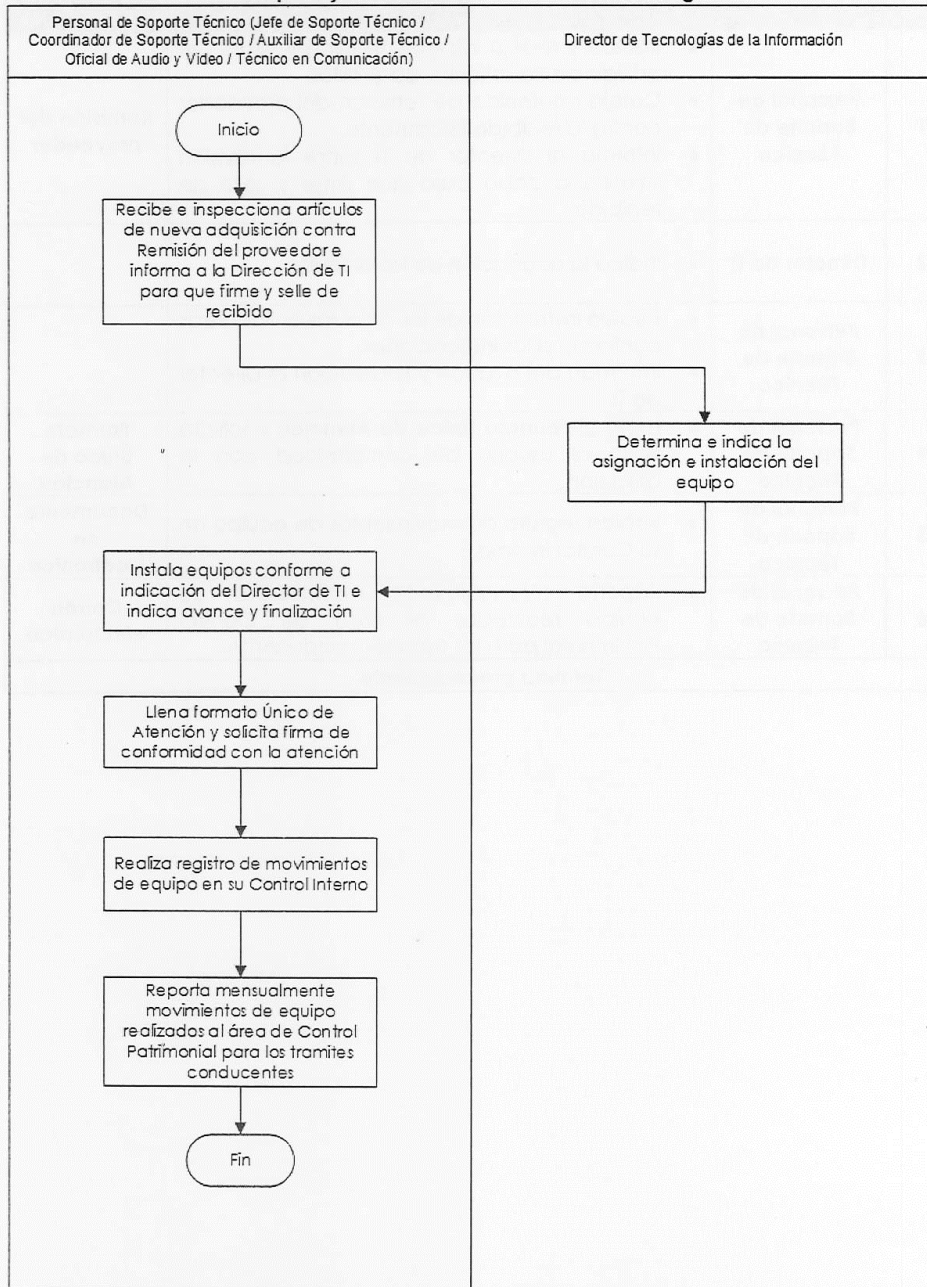 Personal de Soporte Técnico (Jefe de Soporte Técnico /
Coordinador de Soporte Técnico / Auxiliar de Soporte Técnico /
Oficial de Audio y Video / Técnico en Comunicación)
Director de Tecnologías de la Información
Inicio
Recibe e inspecciona artículos
de nueva adquisición contra
Remisión del proveedor e
informa a la Dirección de TI
para que firme y selle de
recibido
Determina e indica la
asignación e instalación del
equipo
Instala equipos conforme a
indicación del Director de TI e
indica avance y finalización
Llena formato Único de
Atención y solicita firma de
conformidad con la atención
Realiza registro de movimientos
de equipo en su Control Interno
Reporta mensualmente
movimientos de equipo
realizados al área de Control
Patrimonial para los tramites
conducentes
Fin